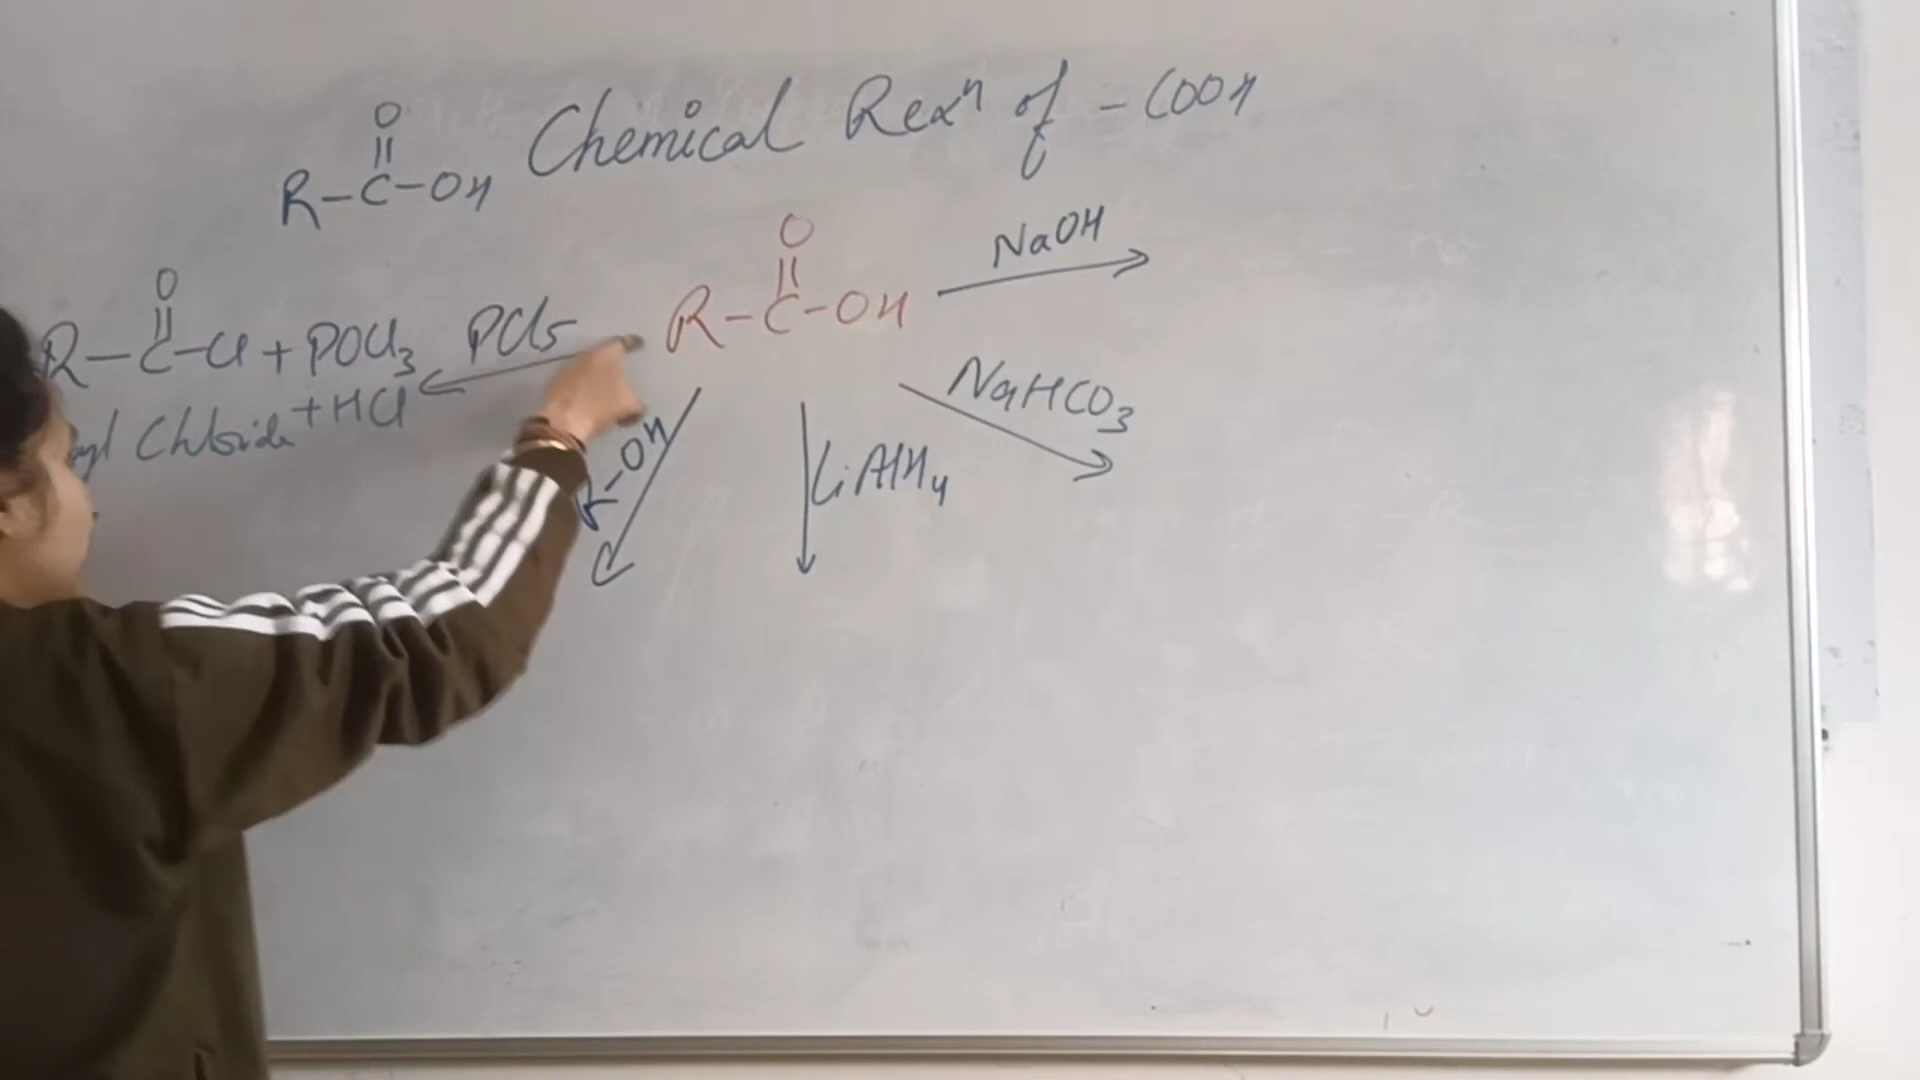 Chemical Reaⁿ of -COOH
O
||
R-C-OH
O
||
R-C-OH
NaOH
NaHCO₃
LiAlH₄
-OH
PCl₅
O
||
R-C-Cl + POCl₃
+ HCl
Chloride